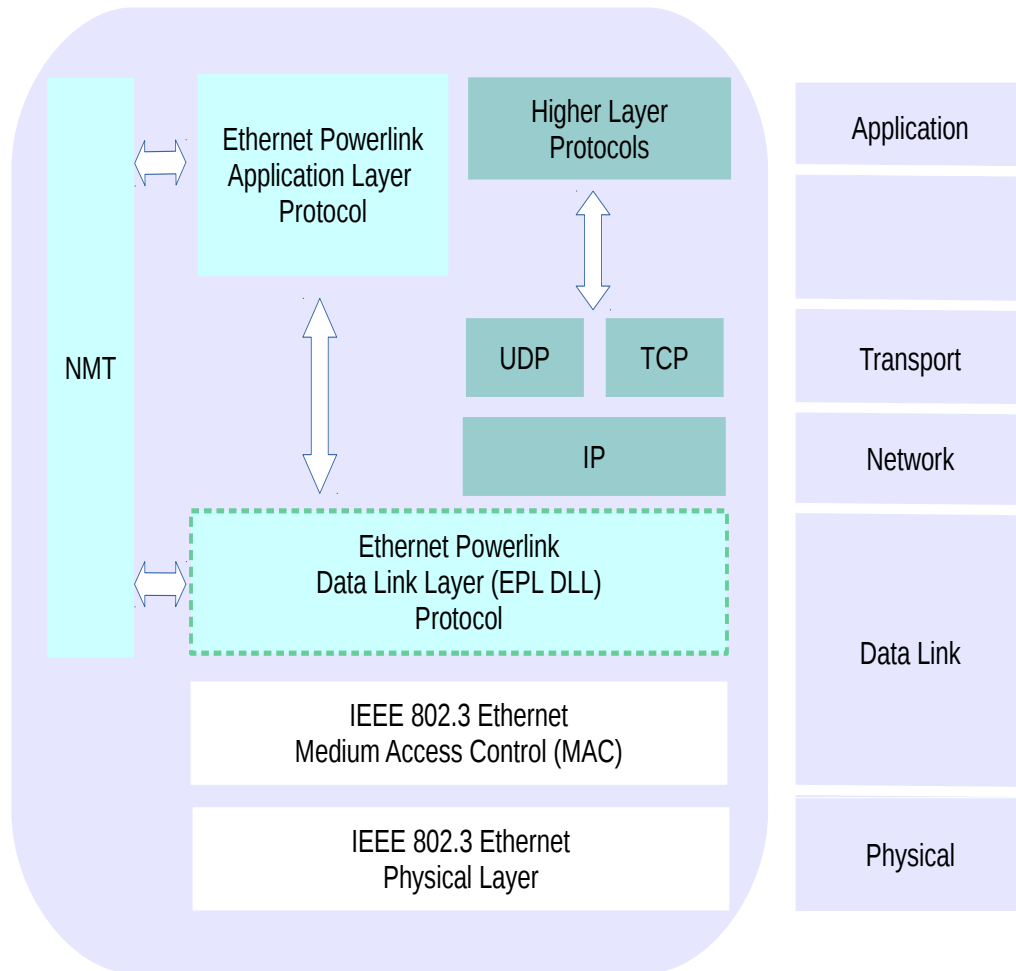 NMT
Ethernet Powerlink
Application Layer
Protocol
Higher Layer
Protocols
UDP
TCP
IP
Ethernet Powerlink
Data Link Layer (EPL DLL)
Protocol
IEEE 802.3 Ethernet
Medium Access Control (MAC)
IEEE 802.3 Ethernet
Physical Layer
Application
Transport
Network
Data Link
Physical